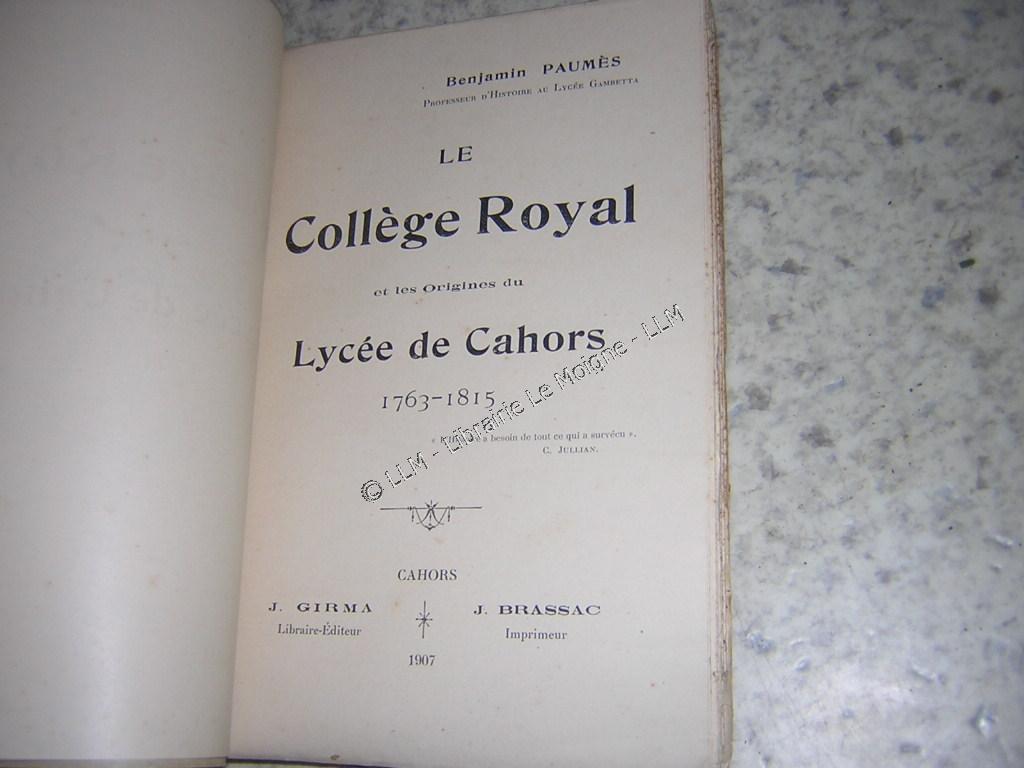 Benjamin PAUMÈS
PROFESSEUR D'HISTOIRE AU LYCÉE GAMBETTA
LE
Collège Royal
et les Origines du
Lycée de Cahors
1763-1815
« a besoin de tout ce qui a survécu ».
C. JULLIAN.
© LLM - Librairie Le Moigne - LLM
CAHORS
J. GIRMA
Libraire-Éditeur
J. BRASSAC
Imprimeur
1907